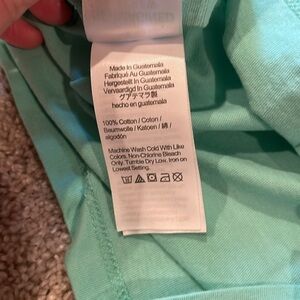 Made In Guatemala
Fabriqué Au Guatemala
Hergestellt In Guatemala
Vervaardigd In Guatemala
グアテマラ製
hecho en guatemala
100% Cotton / Coton /
Beumwolle / Katoen / 綿 /
algodón
Machine Wash Cold With Like
Colors, Non-Chlorine Bleach
Only, Tumble Dry Low. Iron on
Lowest Setting.